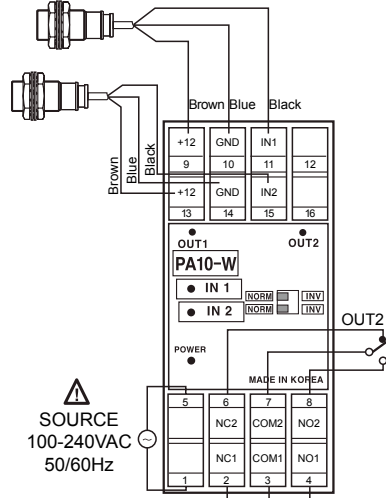 Brown Blue Black
Brown
Blue
Black
+12 GND IN1
9 10 11 12
+12 GND IN2
13 14 15 16
OUT1 OUT2
PA10-W
IN 1
NORM INV
IN 2
NORM INV
OUT2
POWER
MADE IN KOREA
SOURCE
100-240VAC
50/60Hz
5 6 7 8
NC2 COM2 NO2
NC1 COM1 NO1
1 2 3 4